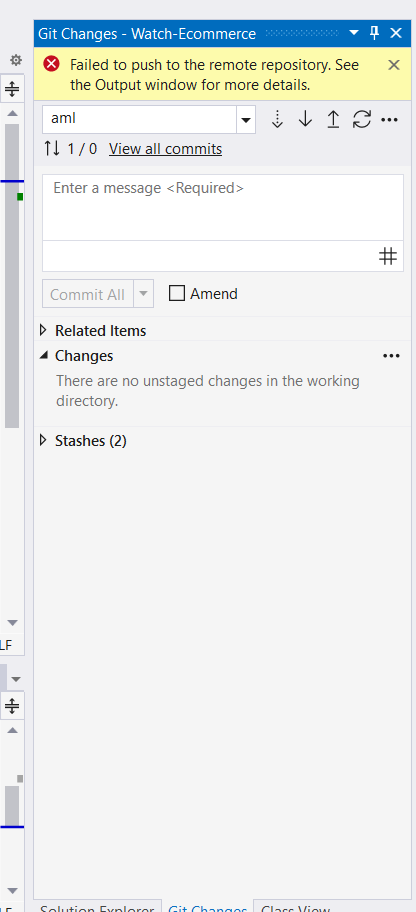 Git Changes - Watch-Ecommerce
Failed to push to the remote repository. See
the Output window for more details.
aml
1 / 0 View all commits
Enter a message <Required>
Commit All Amend
Related Items
Changes
There are no unstaged changes in the working
directory.
Stashes (2)
LF
Solution Explorer Git Changes Class View